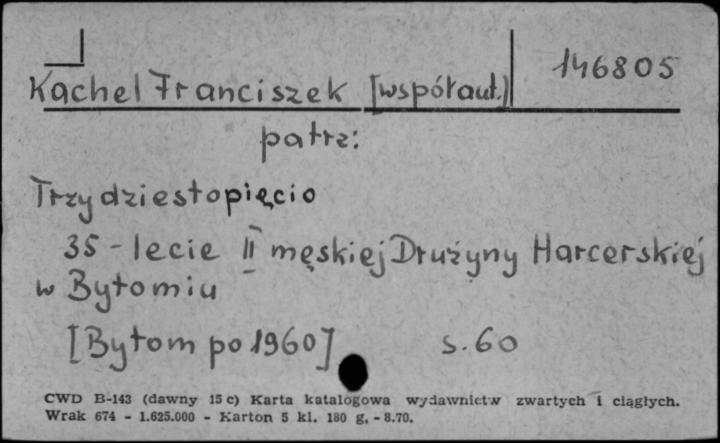 Kachel Franciszek [współaut.] 146805
patrz:
Trzydziestopięcio
35-lecie II męskiej Drużyny Harcerskiej
w Bytomiu
[Bytom po 1960] s. 60
CWD B-143 (dawny 15 c) Karta katalogowa wydawnictw zwartych i ciągłych.
Wrak 674 - 1.625.000 - Karton 5 kl. 180 g. - 8.70.